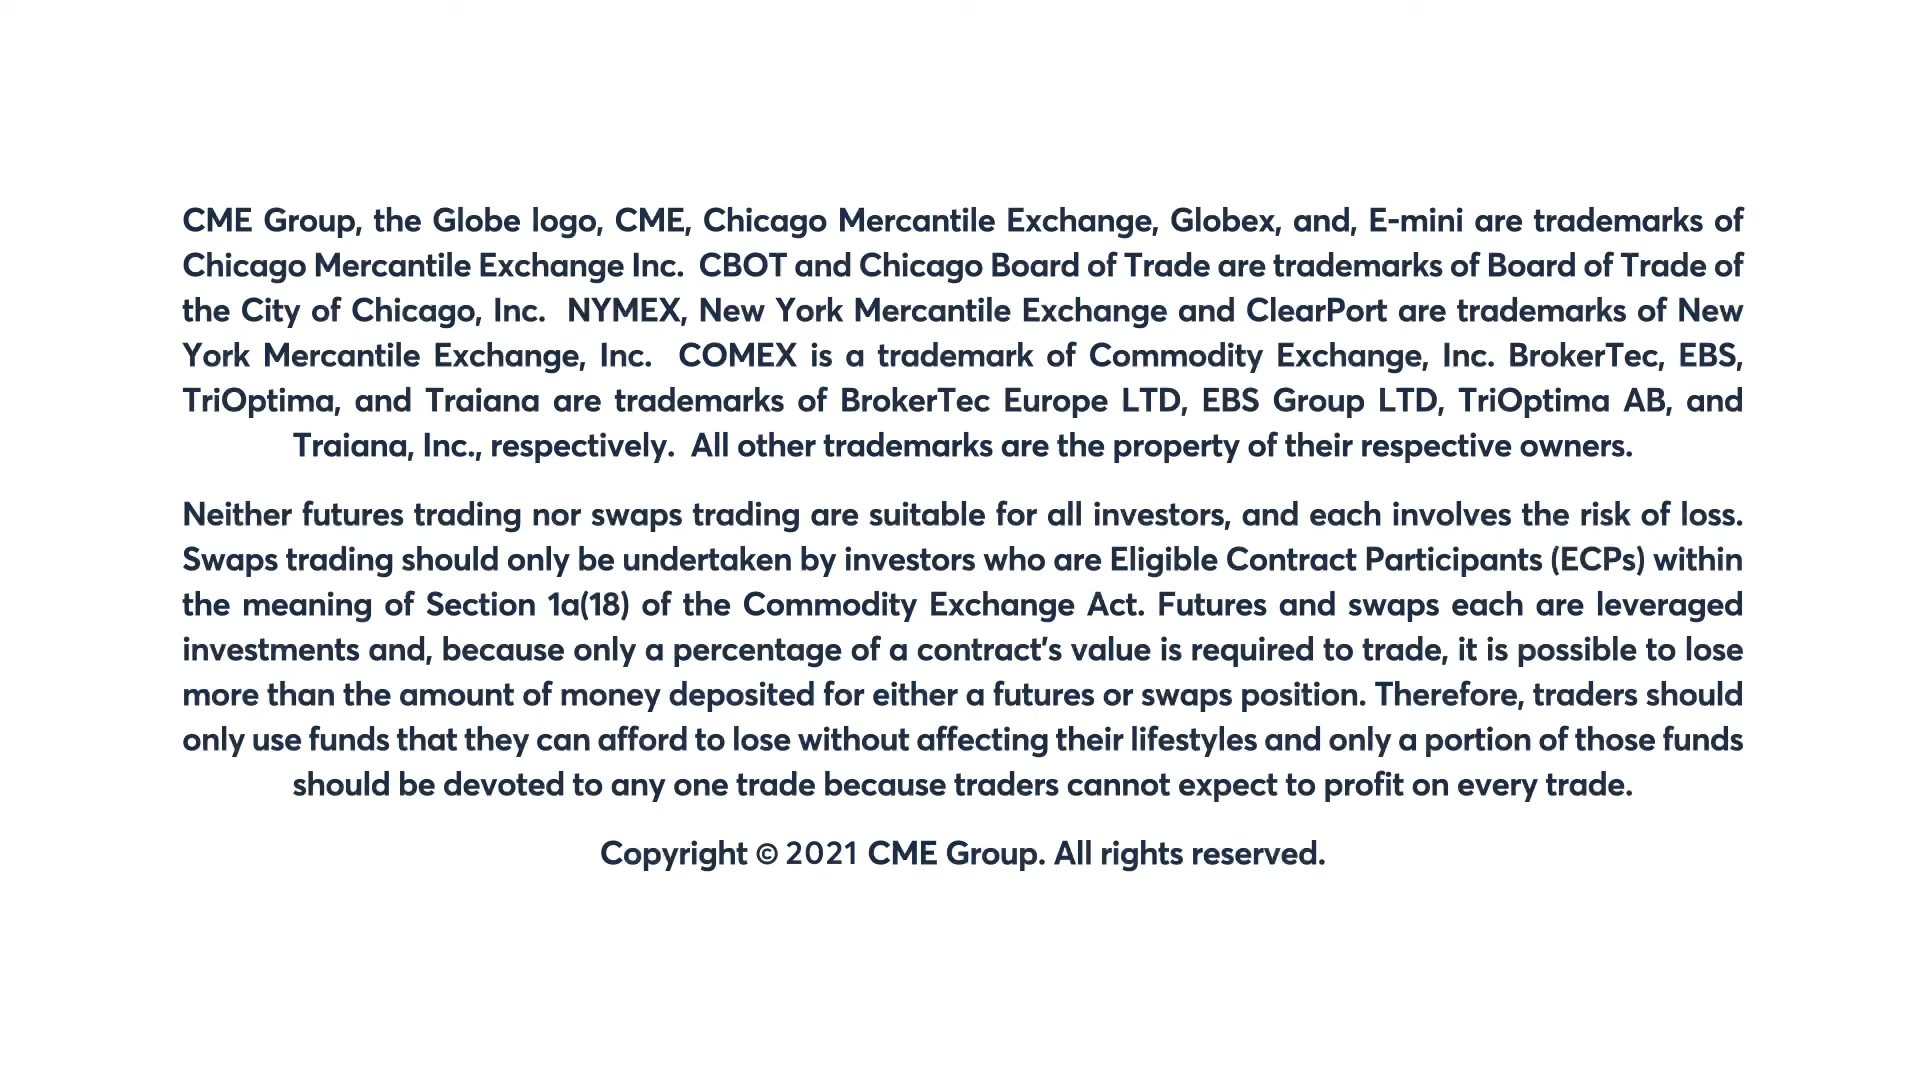 CME Group, the Globe logo, CME, Chicago Mercantile Exchange, Globex, and, E-mini are trademarks of
Chicago Mercantile Exchange Inc.  CBOT and Chicago Board of Trade are trademarks of Board of Trade of
the City of Chicago, Inc.  NYMEX, New York Mercantile Exchange and ClearPort are trademarks of New
York Mercantile Exchange, Inc.  COMEX is a trademark of Commodity Exchange, Inc. BrokerTec, EBS,
TriOptima, and Traiana are trademarks of BrokerTec Europe LTD, EBS Group LTD, TriOptima AB, and
Traiana, Inc., respectively.  All other trademarks are the property of their respective owners.
Neither futures trading nor swaps trading are suitable for all investors, and each involves the risk of loss.
Swaps trading should only be undertaken by investors who are Eligible Contract Participants (ECPs) within
the meaning of Section 1a(18) of the Commodity Exchange Act. Futures and swaps each are leveraged
investments and, because only a percentage of a contract’s value is required to trade, it is possible to lose
more than the amount of money deposited for either a futures or swaps position. Therefore, traders should
only use funds that they can afford to lose without affecting their lifestyles and only a portion of those funds
should be devoted to any one trade because traders cannot expect to profit on every trade.
Copyright © 2021 CME Group. All rights reserved.